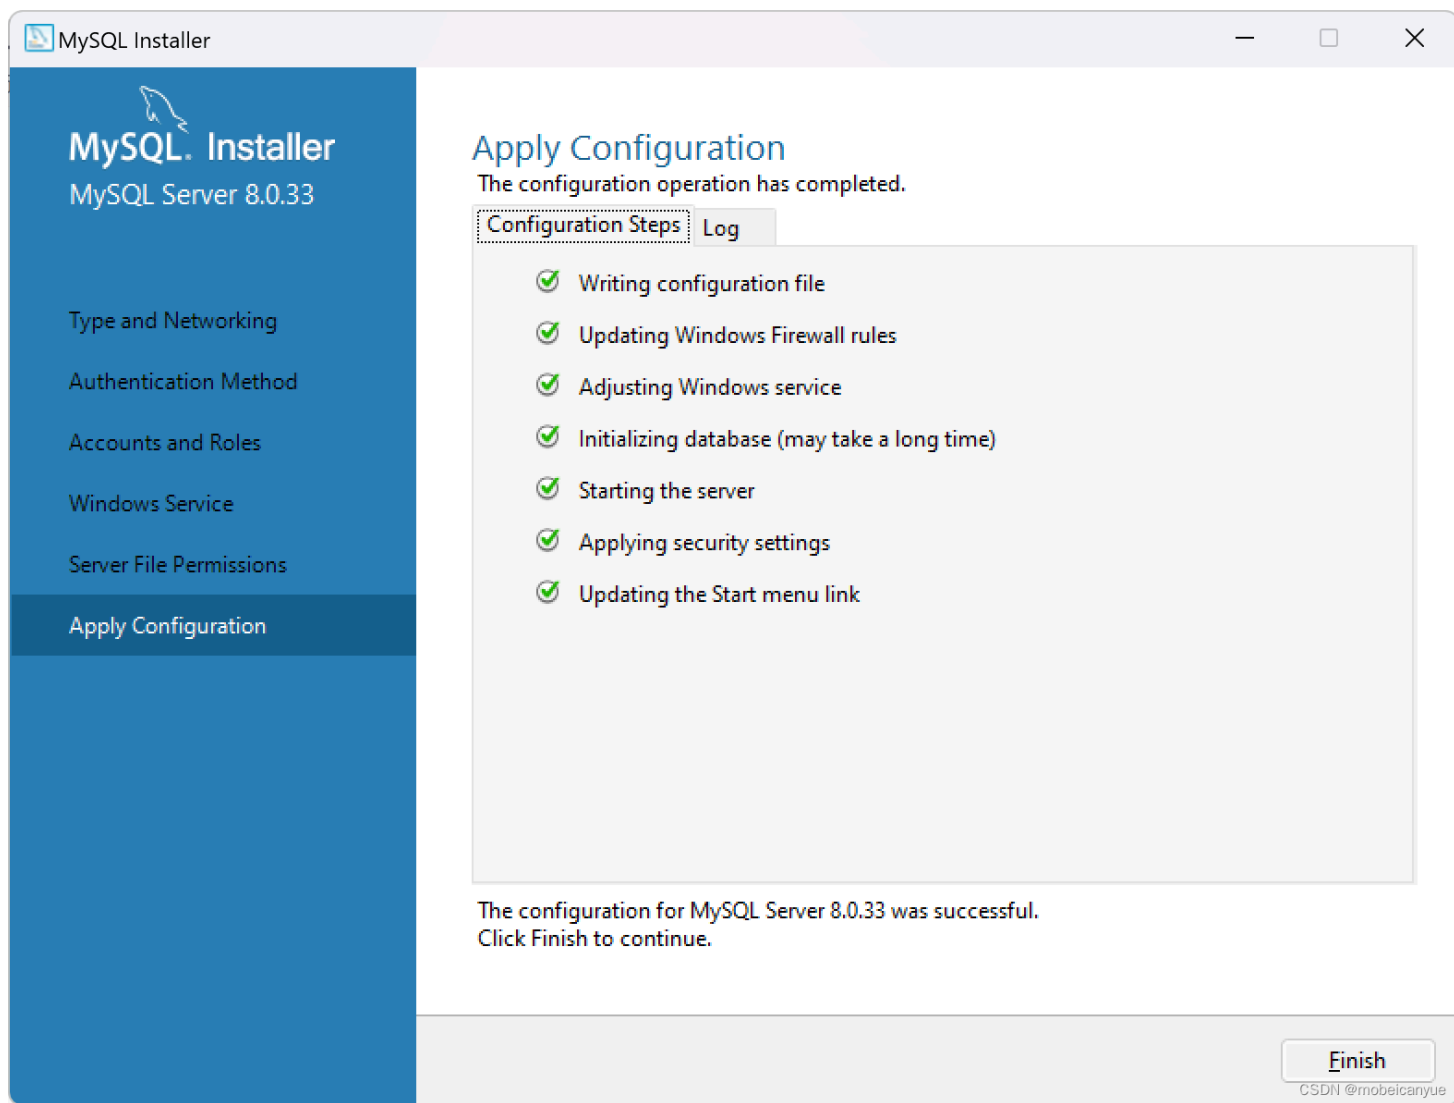 MySQL Installer
MySQL. Installer
MySQL Server 8.0.33
Type and Networking
Authentication Method
Accounts and Roles
Windows Service
Server File Permissions
Apply Configuration
Apply Configuration
The configuration operation has completed.
Configuration Steps
Log
Writing configuration file
Updating Windows Firewall rules
Adjusting Windows service
Initializing database (may take a long time)
Starting the server
Applying security settings
Updating the Start menu link
The configuration for MySQL Server 8.0.33 was successful.
Click Finish to continue.
Finish
CSDN @mobeicanyue